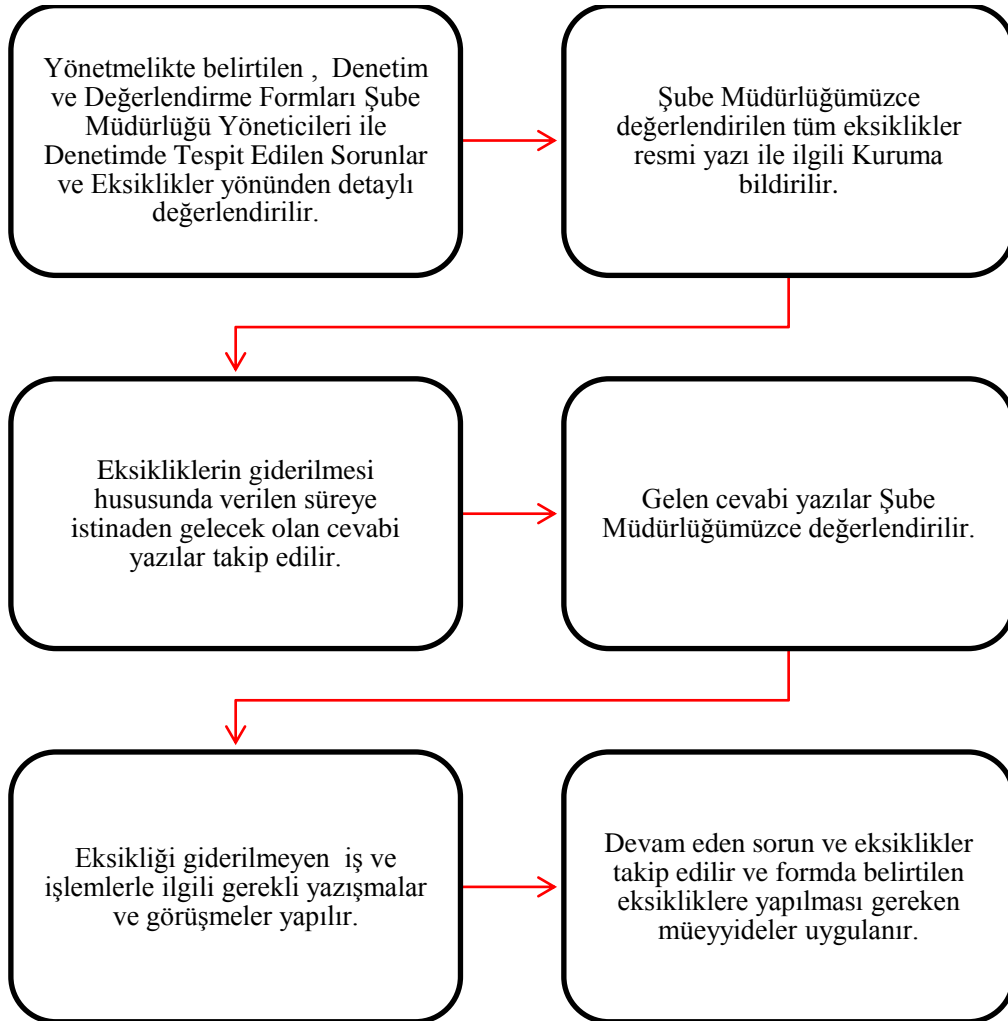 Yönetmelikte belirtilen , Denetim
ve Değerlendirme Formları Şube
Müdürlüğü Yöneticileri ile
Denetimde Tespit Edilen Sorunlar
ve Eksiklikler yönünden detaylı
değerlendirilir.
Şube Müdürlüğümüzce
değerlendirilen tüm eksiklikler
resmi yazı ile ilgili Kuruma
bildirilir.
Eksikliklerin giderilmesi
hususunda verilen süreye
istinaden gelecek olan cevabi
yazılar takip edilir.
Gelen cevabi yazılar Şube
Müdürlüğümüzce değerlendirilir.
Eksikliği giderilmeyen iş ve
işlemlerle ilgili gerekli yazışmalar
ve görüşmeler yapılır.
Devam eden sorun ve eksiklikler
takip edilir ve formda belirtilen
eksikliklere yapılması gereken
müeyyideler uygulanır.